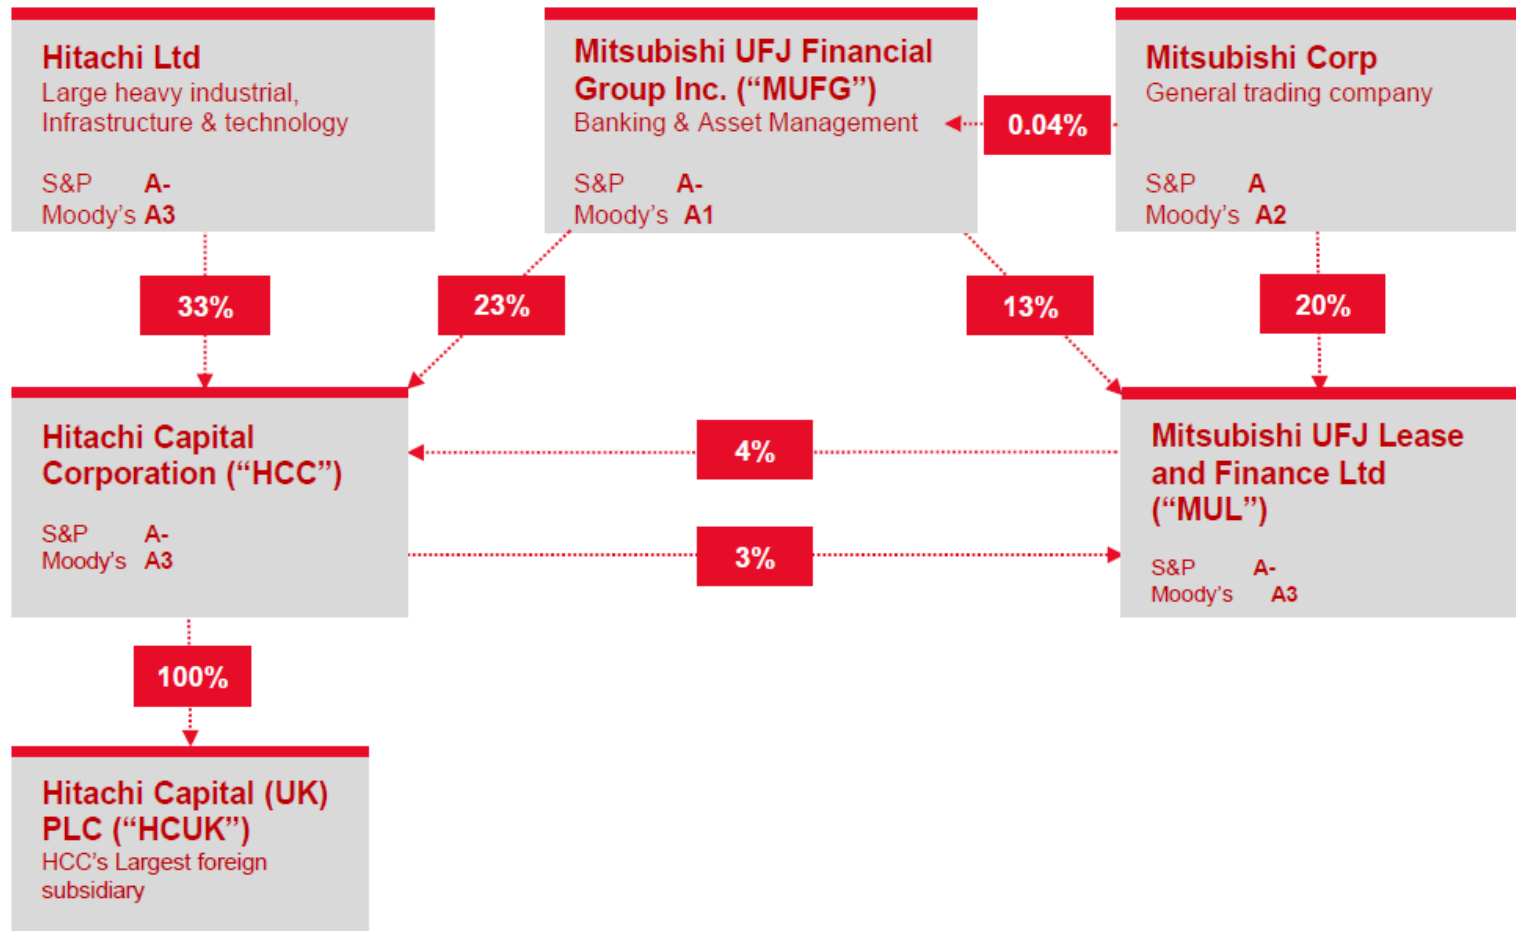 Hitachi Ltd
Large heavy industrial,
Infrastructure & technology
S&P A-
Moody's A3
Mitsubishi UFJ Financial
Group Inc. (“MUFG”)
Banking & Asset Management
S&P A-
Moody's A1
0.04%
Mitsubishi Corp
General trading company
S&P A
Moody's A2
33%
23%
13%
20%
Hitachi Capital
Corporation (“HCC”)
S&P A-
Moody's A3
4%
3%
Mitsubishi UFJ Lease
and Finance Ltd
(“MUL”)
S&P A-
Moody's A3
100%
Hitachi Capital (UK)
PLC (“HCUK”)
HCC's Largest foreign
subsidiary